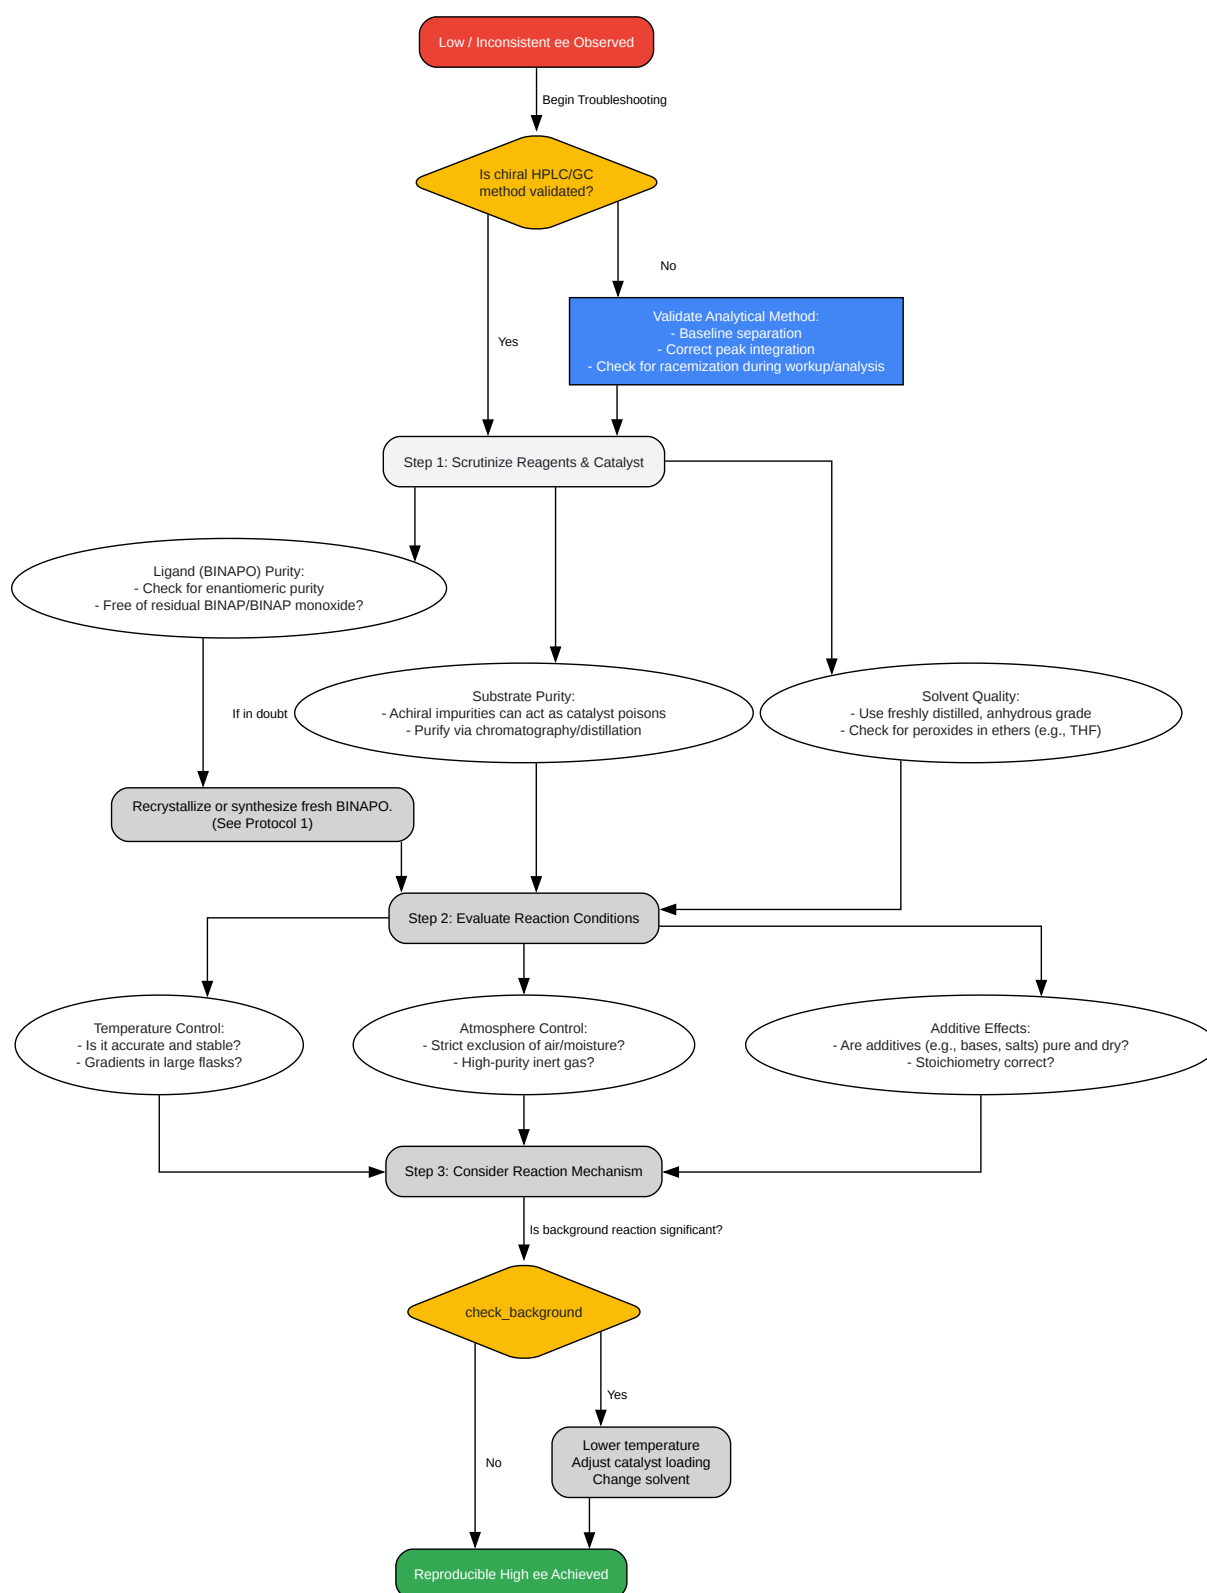 Low / Inconsistent ee Observed
Begin Troubleshooting
Is chiral HPLC/GC
method validated?
No
Validate Analytical Method:
- Baseline separation
- Correct peak integration
- Check for racemization during workup/analysis
Yes
Step 1: Scrutinize Reagents & Catalyst
Ligand (BINAPO) Purity:
- Check for enantiomeric purity
- Free of residual BINAP/BINAP monoxide?
If in doubt
Substrate Purity:
- Achiral impurities can act as catalyst poisons
- Purify via chromatography/distillation
Solvent Quality:
- Use freshly distilled, anhydrous grade
- Check for peroxides in ethers (e.g., THF)
Recrystallize or synthesize fresh BINAPO.
(See Protocol 1)
Step 2: Evaluate Reaction Conditions
Temperature Control:
- Is it accurate and stable?
- Gradients in large flasks?
Atmosphere Control:
- Strict exclusion of air/moisture?
- High-purity inert gas?
Additive Effects:
- Are additives (e.g., bases, salts) pure and dry?
- Stoichiometry correct?
Step 3: Consider Reaction Mechanism
Is background reaction significant?
check_background
Yes
Lower temperature
Adjust catalyst loading
Change solvent
No
Reproducible High ee Achieved